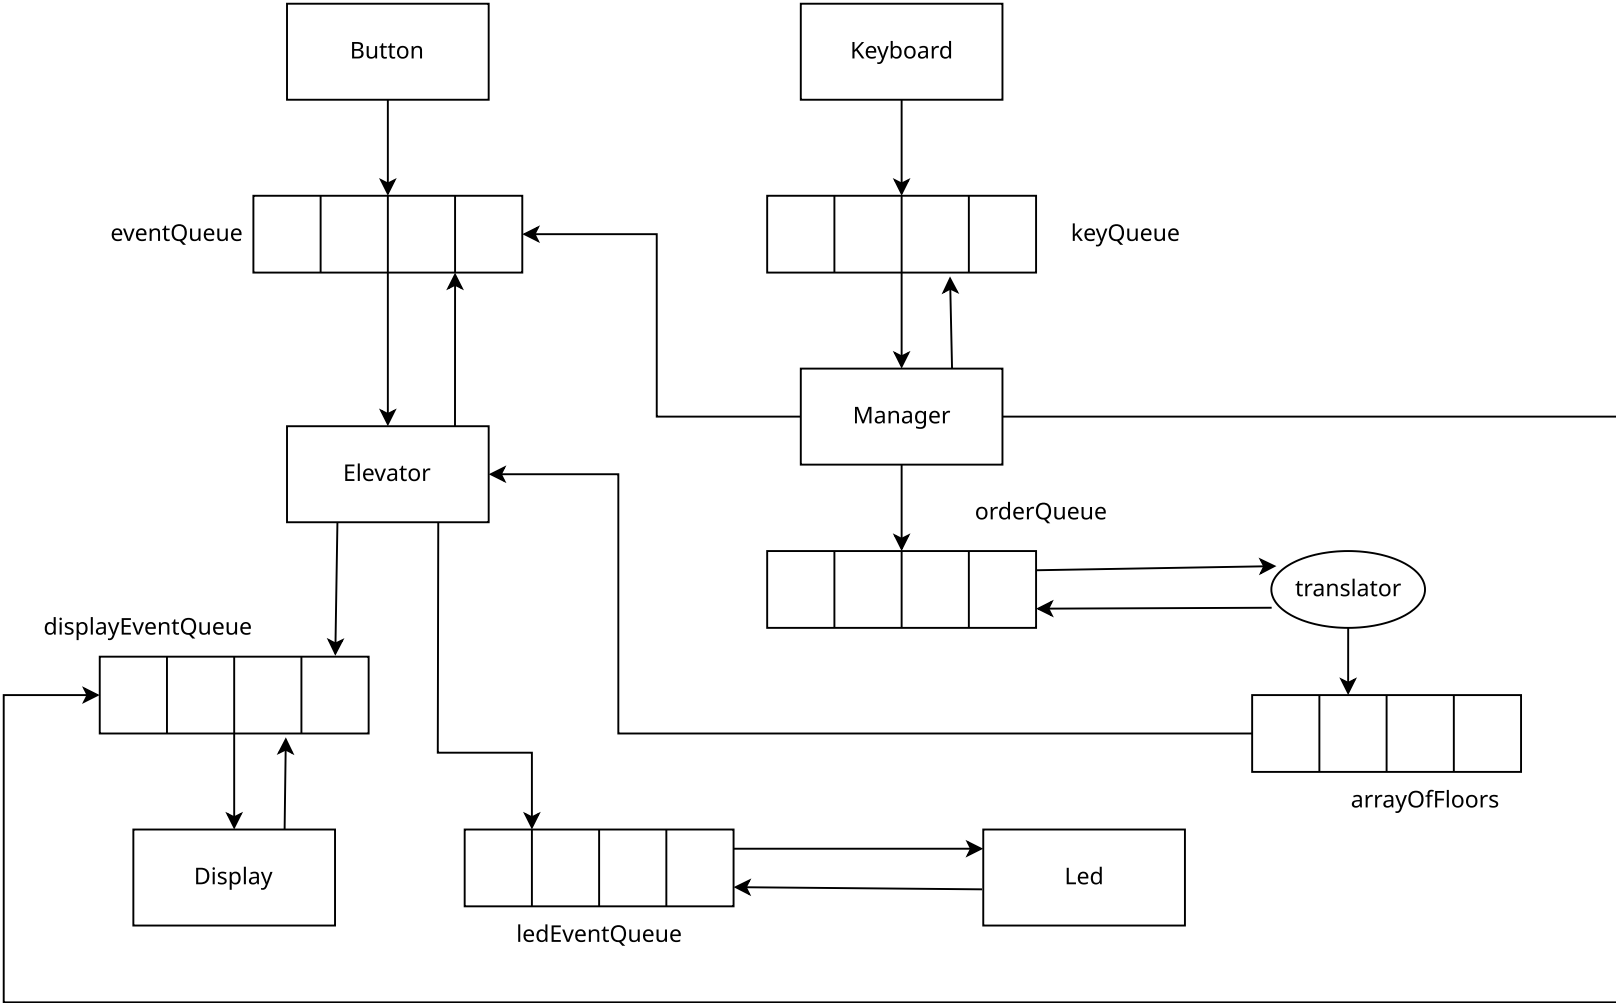 Button
Keyboard
eventQueue
keyQueue
Manager
Elevator
orderQueue
translator
displayEventQueue
arrayOfFloors
Display
Led
ledEventQueue